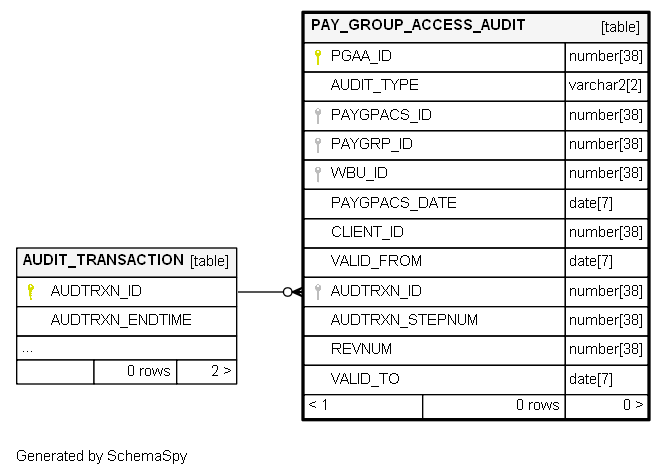 PAY_GROUP_ACCESS_AUDIT [table]
PGAA_ID number[38]
AUDIT_TYPE varchar2[2]
PAYGPACS_ID number[38]
PAYGRP_ID number[38]
WBU_ID number[38]
PAYGPACS_DATE date[7]
CLIENT_ID number[38]
VALID_FROM date[7]
AUDTRXN_ID number[38]
AUDTRXN_STEPNUM number[38]
REVNUM number[38]
VALID_TO date[7]
< 1 0 rows 0 >
AUDIT_TRANSACTION [table]
AUDTRXN_ID
AUDTRXN_ENDTIME
...
0 rows 2 >
Generated by SchemaSpy